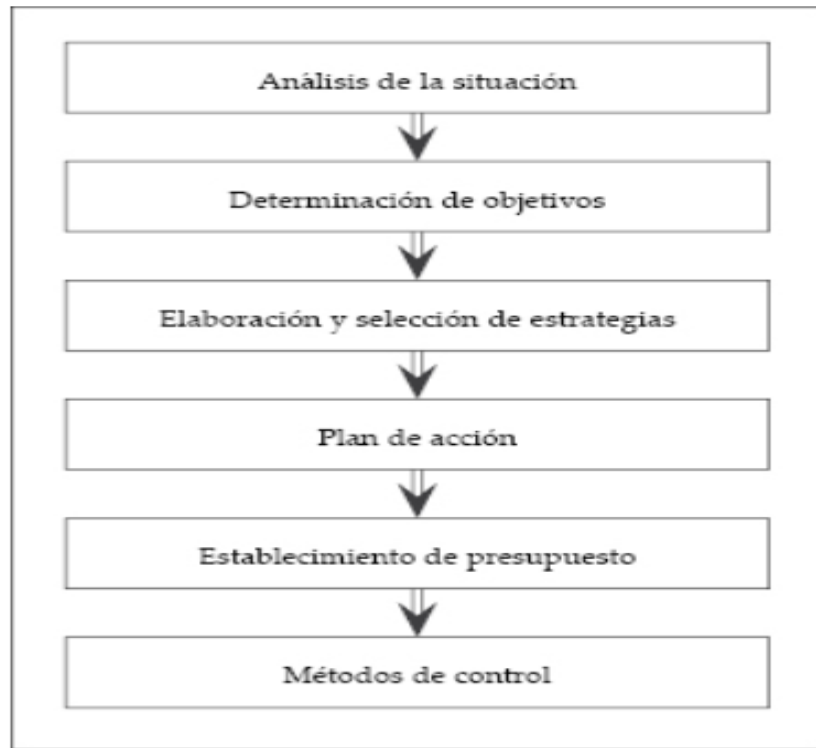 Análisis de la situación
Determinación de objetivos
Elaboración y selección de estrategias
Plan de acción
Establecimiento de presupuesto
Métodos de control